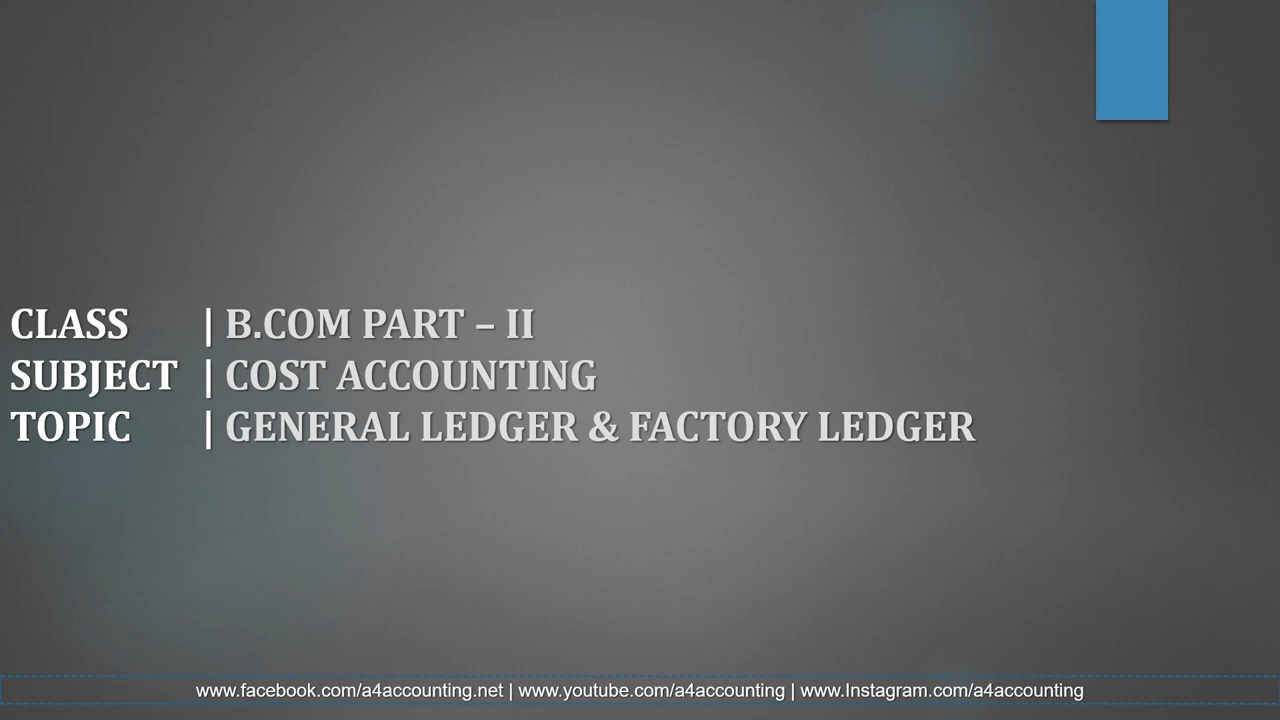 CLASS | B.COM PART – II
SUBJECT | COST ACCOUNTING
TOPIC | GENERAL LEDGER & FACTORY LEDGER
www.facebook.com/a4accounting.net | www.youtube.com/a4accounting | www.Instagram.com/a4accounting